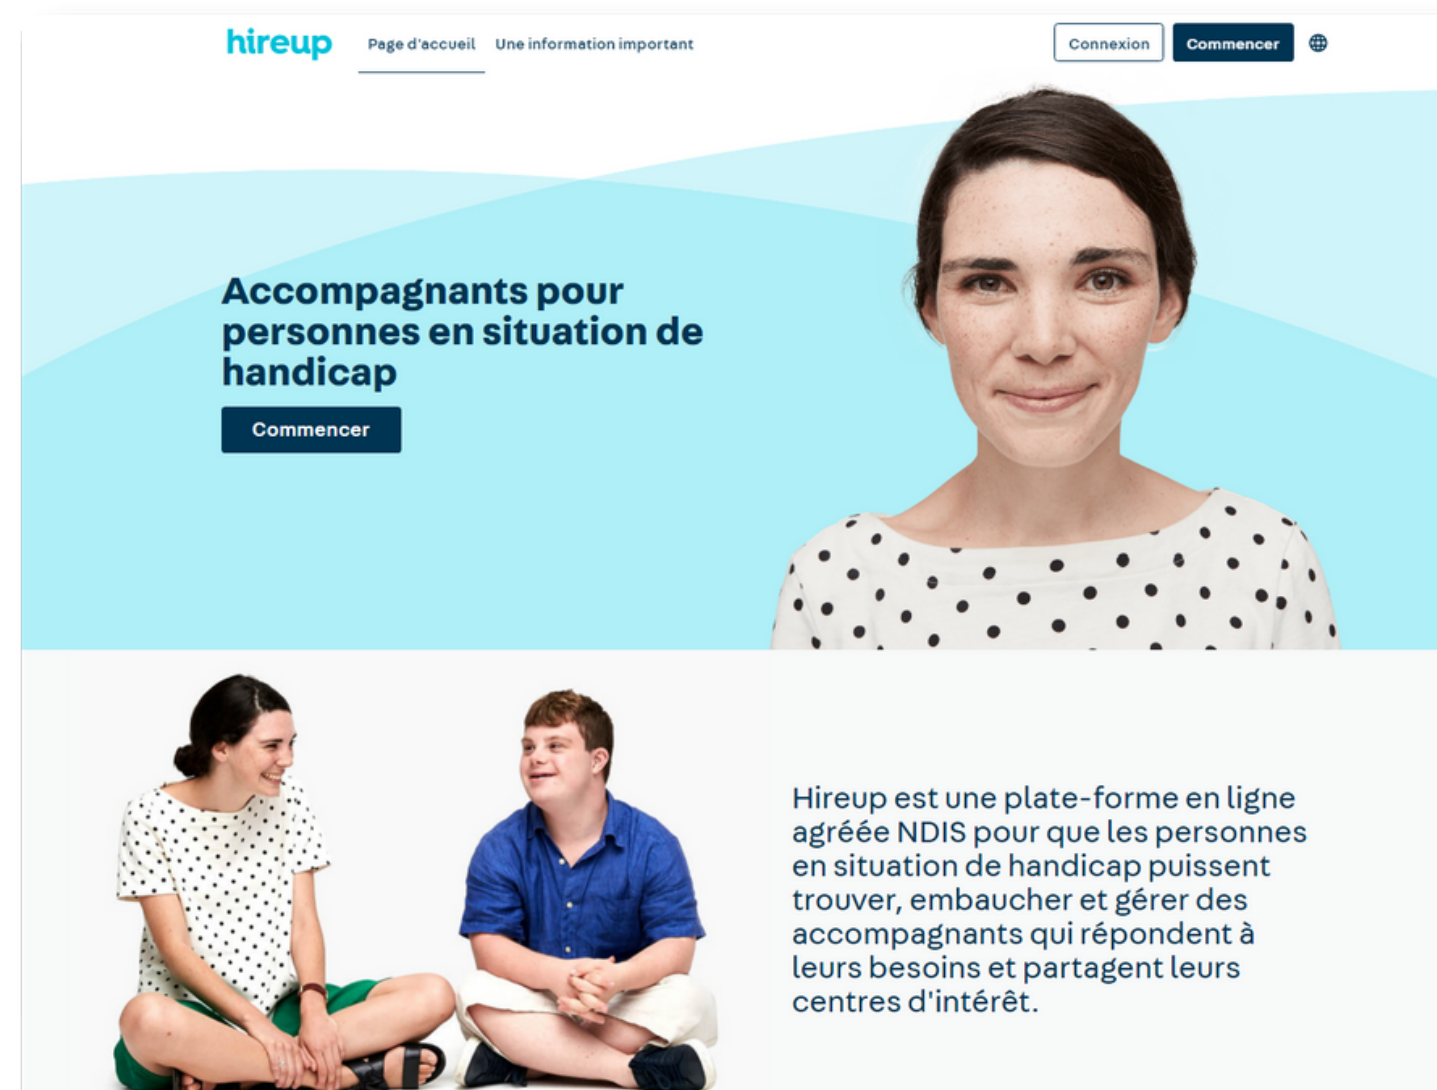 hireup
Page d'accueil Une information important
Connexion Commencer
Accompagnants pour
personnes en situation de
handicap
Commencer
Hireup est une plate-forme en ligne
agréée NDIS pour que les personnes
en situation de handicap puissent
trouver, embaucher et gérer des
accompagnants qui répondent à
leurs besoins et partagent leurs
centres d'intérêt.